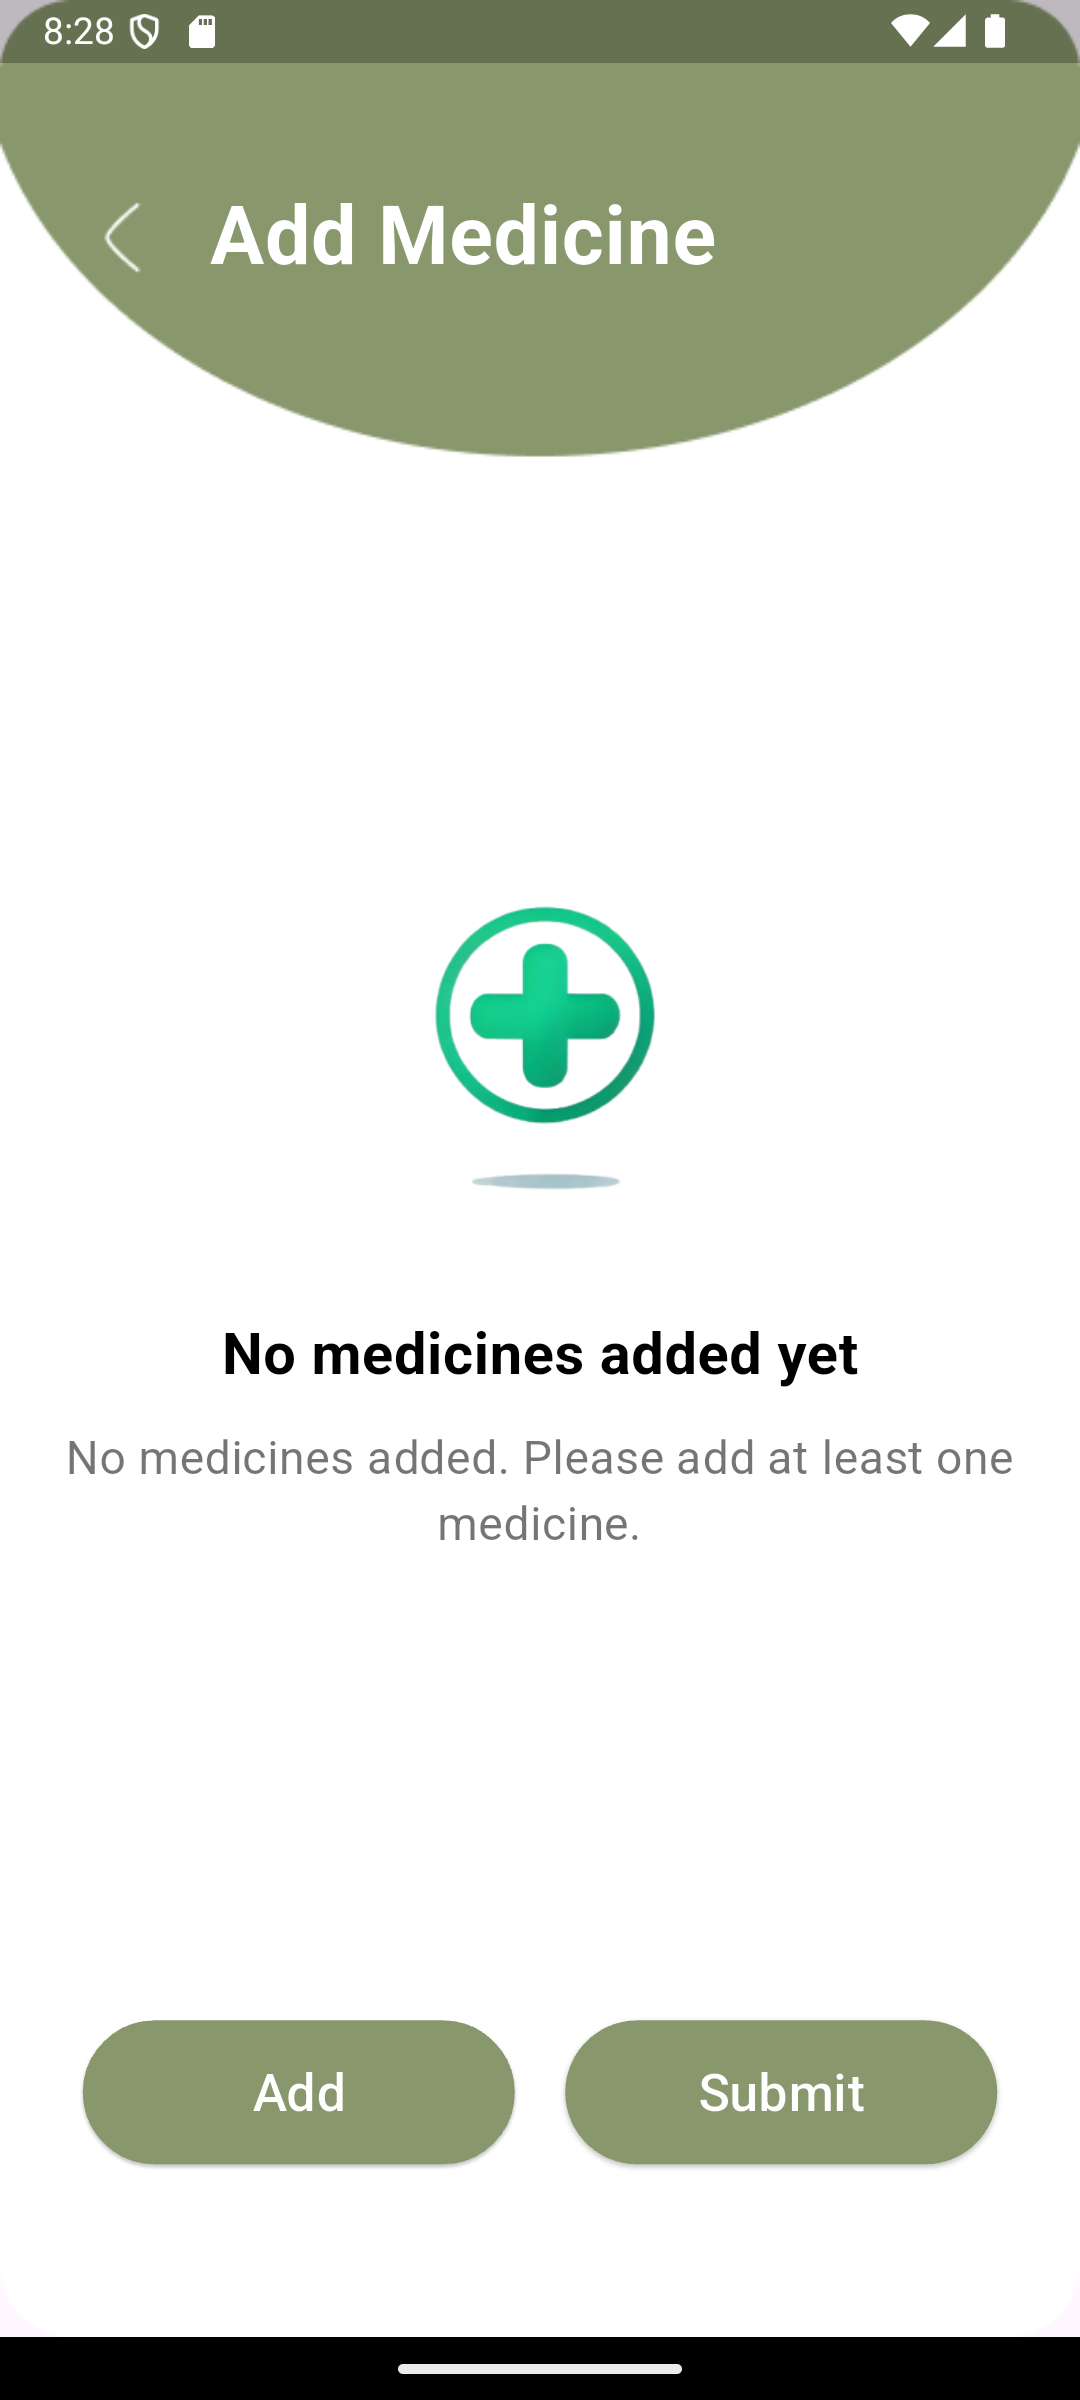 8:28
Add Medicine
No medicines added yet
No medicines added. Please add at least one
medicine.
Add
Submit